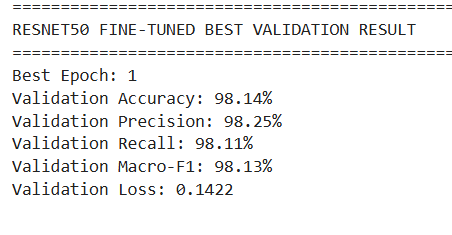 ==============================================
RESNET50 FINE-TUNED BEST VALIDATION RESULT
==============================================
Best Epoch: 1
Validation Accuracy: 98.14%
Validation Precision: 98.25%
Validation Recall: 98.11%
Validation Macro-F1: 98.13%
Validation Loss: 0.1422